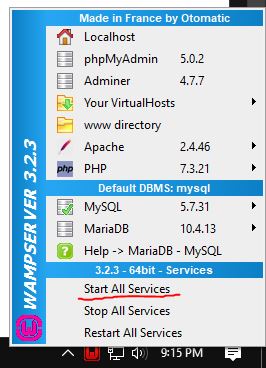 Made in France by Otomatic
Localhost
phpMyAdmin 5.0.2
Adminer 4.7.7
Your VirtualHosts
www directory
Apache 2.4.46
php PHP 7.3.21
Default DBMS: mysql
MySQL 5.7.31
MariaDB 10.4.13
? Help -> MariaDB - MySQL
3.2.3 - 64bit - Services
Start All Services
Stop All Services
Restart All Services
WAMPSERVER 3.2.3
9:15 PM